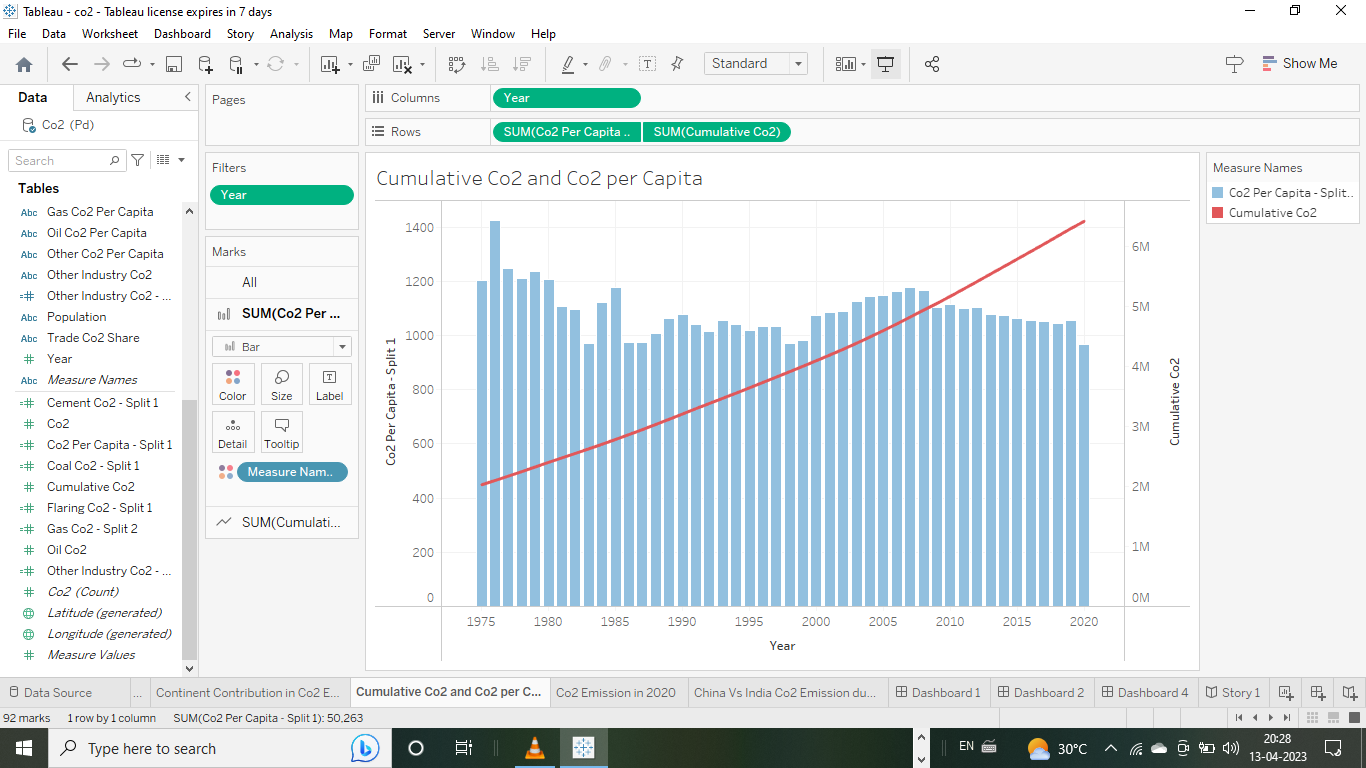 Tableau - co2 - Tableau license expires in 7 days
File Data Worksheet Dashboard Story Analysis Map Format Server Window Help
Standard
Show Me
Data Analytics
Co2 (Pd)
Search
Tables
Abc Gas Co2 Per Capita
Abc Oil Co2 Per Capita
Abc Other Co2 Per Capita
Abc Other Industry Co2
=# Other Industry Co2 - ...
Abc Population
Abc Trade Co2 Share
# Year
Abc Measure Names
=# Cement Co2 - Split 1
# Co2
=# Co2 Per Capita - Split 1
=# Coal Co2 - Split 1
# Cumulative Co2
=# Flaring Co2 - Split 1
=# Gas Co2 - Split 2
# Oil Co2
=# Other Industry Co2 - ...
# Co2 (Count)
Latitude (generated)
Longitude (generated)
# Measure Values
Pages
Filters
Year
Marks
All
SUM(Co2 Per ...
Bar
Color Size Label
Detail Tooltip
Measure Nam..
SUM(Cumulati...
Columns Year
Rows SUM(Co2 Per Capita .. SUM(Cumulative Co2)
Cumulative Co2 and Co2 per Capita
Co2 Per Capita - Split 1
1400
1200
1000
800
600
400
200
0
Cumulative Co2
6M
5M
4M
3M
2M
1M
0M
1975 1980 1985 1990 1995 2000 2005 2010 2015 2020
Year
Measure Names
Co2 Per Capita - Split..
Cumulative Co2
Data Source ... Continent Contribution in Co2 E... Cumulative Co2 and Co2 per C... Co2 Emission in 2020 China Vs India Co2 Emission du... Dashboard 1 Dashboard 2 Dashboard 4 Story 1
92 marks 1 row by 1 column SUM(Co2 Per Capita - Split 1): 50.263
Type here to search
30°C
EN
20:28
13-04-2023